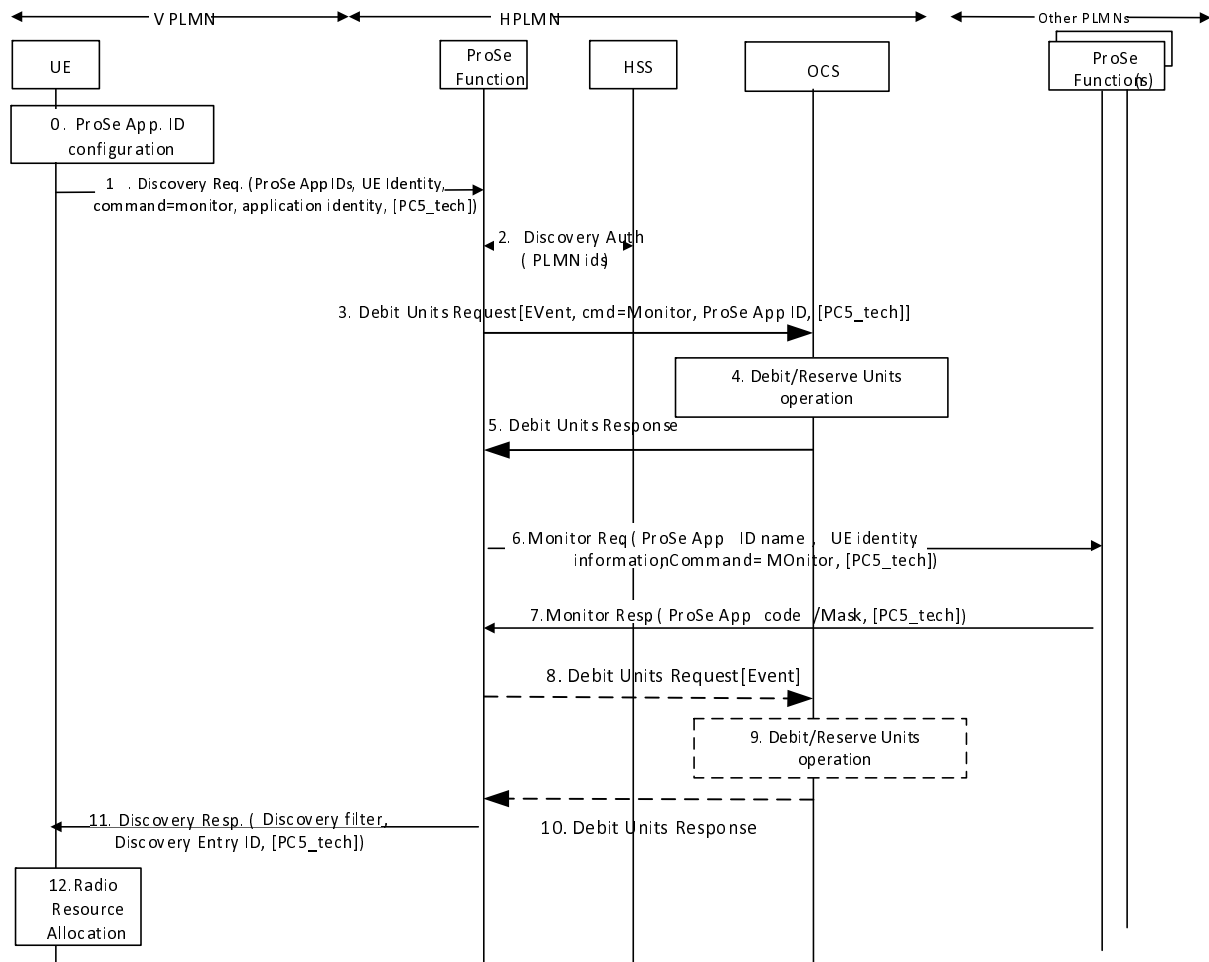 V PLMN
HPLMN
Other PLMNs
UE
ProSe
Function
HSS
OCS
ProSe
Function(s)
0. ProSe App. ID
configuration
1 . Discovery Req. (ProSe App IDs, UE Identity,
command=monitor, application identity, [PC5_tech])
2. Discovery Auth
( PLMN ids)
3. Debit Units Request[EVent, cmd=Monitor, ProSe App ID, [PC5_tech]]
4. Debit/Reserve Units
operation
5. Debit Units Response
6.Monitor Req.( ProSe App ID name , UE identity
information,Command= MOnitor, [PC5_tech])
7.Monitor Resp.( ProSe App code /Mask, [PC5_tech])
8. Debit Units Request[Event]
9. Debit/Reserve Units
operation
10. Debit Units Response
11. Discovery Resp. ( Discovery filter,
Discovery Entry ID, [PC5_tech])
12.Radio
Resource
Allocation